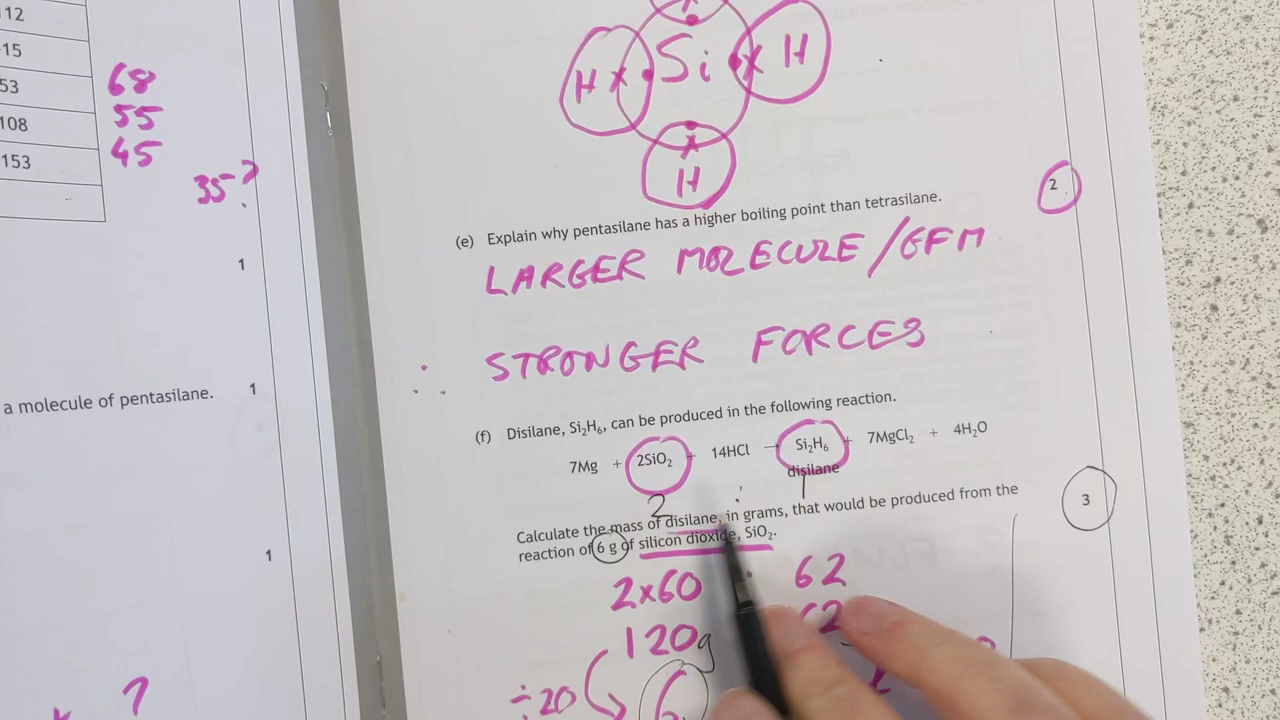 112
15
53
108
153
68
55
45
35?
1
a molecule of pentasilane. 1
1
?
Si
H x
x H
x
H
2
(e) Explain why pentasilane has a higher boiling point than tetrasilane.
LARGER MOLECULE/GFM
∴ STRONGER FORCES
(f) Disilane, Si₂H₆, can be produced in the following reaction.
7Mg + 2SiO₂ + 14HCl → Si₂H₆ + 7MgCl₂ + 4H₂O
disilane
2 : 1
Calculate the mass of disilane, in grams, that would be produced from the
reaction of 6 g of silicon dioxide, SiO₂.
3
2x60 62
120g 62
÷20 6